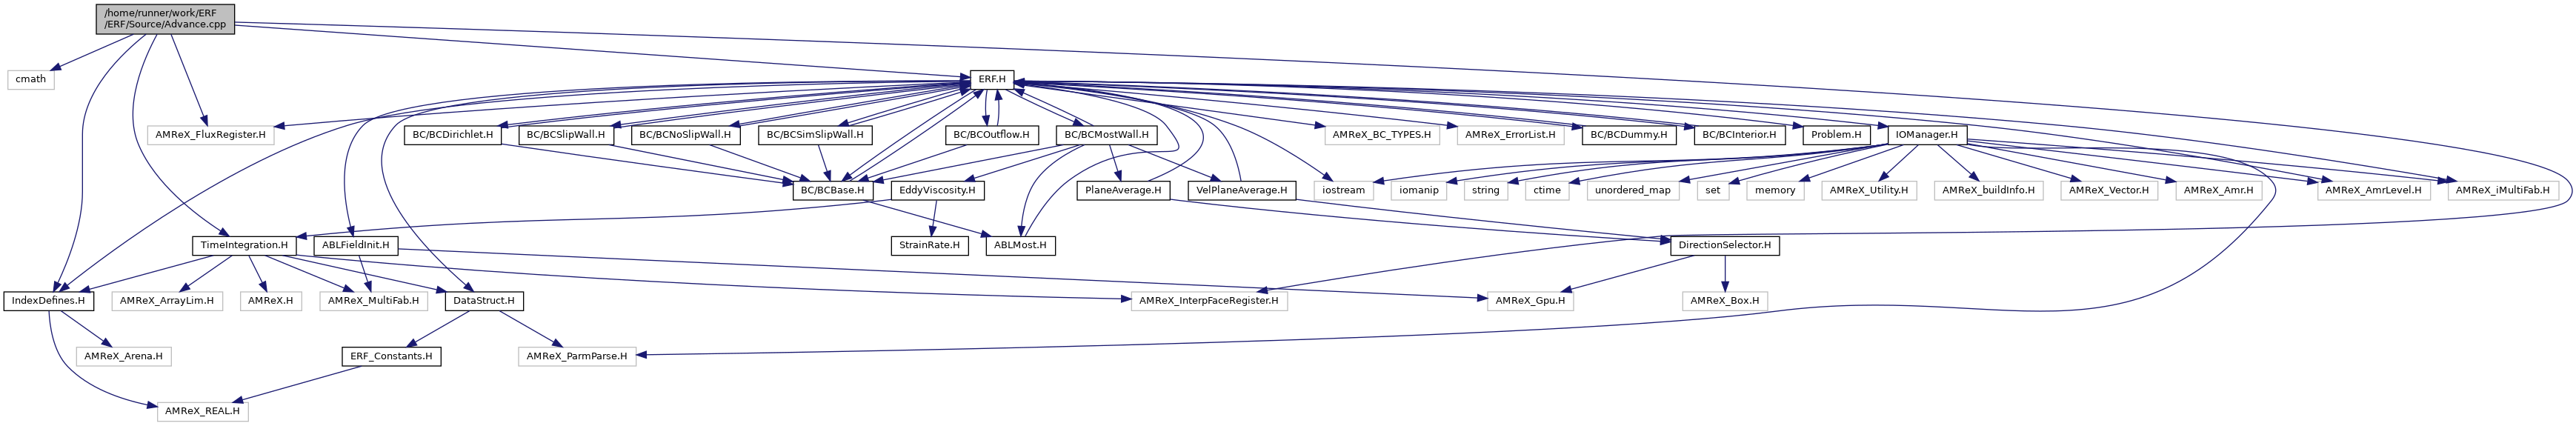 /home/runner/work/ERF
/ERF/Source/Advance.cpp
cmath
ERF.H
AMReX_FluxRegister.H
BC/BCDirichlet.H
BC/BCSlipWall.H
BC/BCNoSlipWall.H
BC/BCSimSlipWall.H
BC/BCOutflow.H
BC/BCMostWall.H
AMReX_BC_TYPES.H
AMReX_ErrorList.H
BC/BCDummy.H
BC/BCInterior.H
Problem.H
IOManager.H
BC/BCBase.H
EddyViscosity.H
PlaneAverage.H
VelPlaneAverage.H
iostream
iomanip
string
ctime
unordered_map
set
memory
AMReX_Utility.H
AMReX_buildInfo.H
AMReX_Vector.H
AMReX_Amr.H
AMReX_AmrLevel.H
AMReX_iMultiFab.H
TimeIntegration.H
ABLFieldInit.H
StrainRate.H
ABLMost.H
DirectionSelector.H
IndexDefines.H
AMReX_ArrayLim.H
AMReX.H
AMReX_MultiFab.H
DataStruct.H
AMReX_InterpFaceRegister.H
AMReX_Gpu.H
AMReX_Box.H
AMReX_Arena.H
ERF_Constants.H
AMReX_ParmParse.H
AMReX_REAL.H